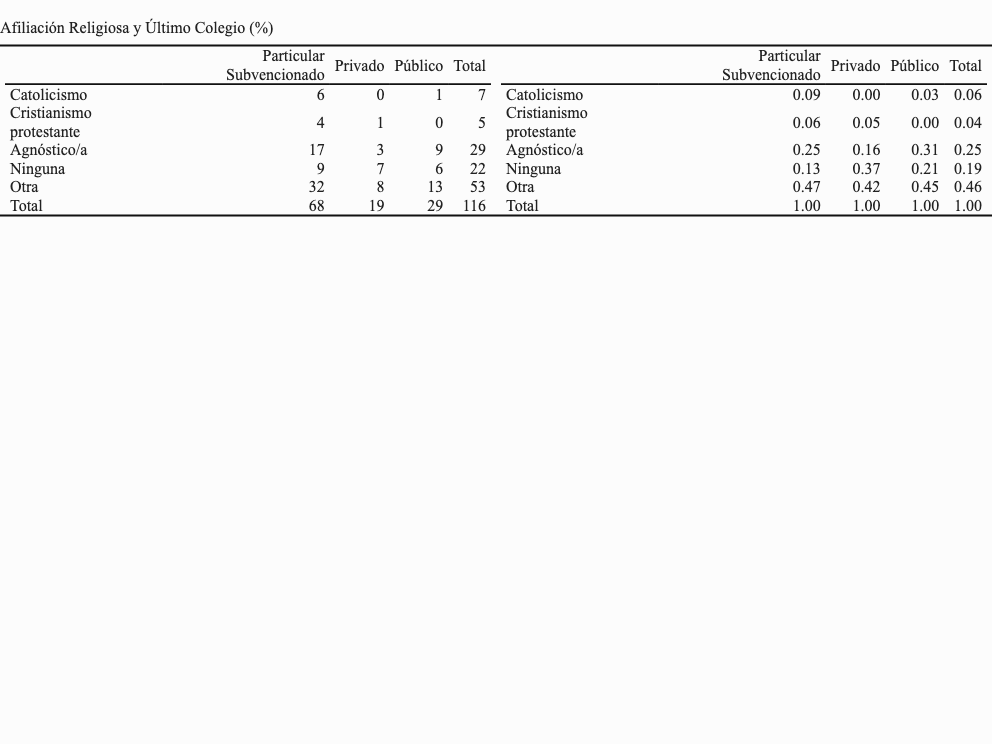 Afiliación Religiosa y Último Colegio (%)
Particular Subvencionado Privado Público Total Particular Subvencionado Privado Público Total
Catolicismo 6 0 1 7 Catolicismo 0.09 0.00 0.03 0.06
Cristianismo protestante 4 1 0 5 Cristianismo protestante 0.06 0.05 0.00 0.04
Agnóstico/a 17 3 9 29 Agnóstico/a 0.25 0.16 0.31 0.25
Ninguna 9 7 6 22 Ninguna 0.13 0.37 0.21 0.19
Otra 32 8 13 53 Otra 0.47 0.42 0.45 0.46
Total 68 19 29 116 Total 1.00 1.00 1.00 1.00